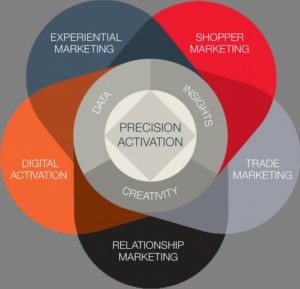 EXPERIENTIAL
MARKETING
SHOPPER
MARKETING
DATA
INSIGHTS
PRECISION
ACTIVATION
DIGITAL
ACTIVATION
TRADE
MARKETING
CREATIVITY
RELATIONSHIP
MARKETING